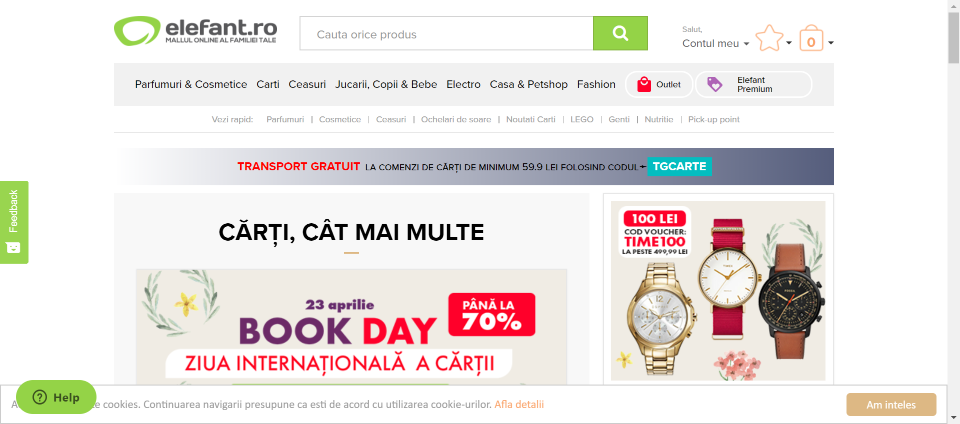 elefant.ro
MALLUL ONLINE AL FAMILIEI TALE
Cauta orice produs
Salut,
Contul meu
0
Parfumuri & Cosmetice Carti Ceasuri Jucarii, Copii & Bebe Electro Casa & Petshop Fashion Outlet Elefant Premium
Vezi rapid: Parfumuri | Cosmetice | Ceasuri | Ochelari de soare | Noutati Carti | LEGO | Genti | Nutritie | Pick-up point
TRANSPORT GRATUIT LA COMENZI DE CĂRȚI DE MINIMUM 59.9 LEI FOLOSIND CODUL+ TGCARTE
Feedback
CĂRȚI, CÂT MAI MULTE
23 aprilie
BOOK DAY
PÂNĂ LA
70%
ZIUA INTERNAȚIONALĂ A CĂRȚII
100 LEI
COD VOUCHER:
TIME100
LA PESTE 499,99 LEI
Help
te cookies. Continuarea navigarii presupune ca esti de acord cu utilizarea cookie-urilor. Afla detalii
Am inteles